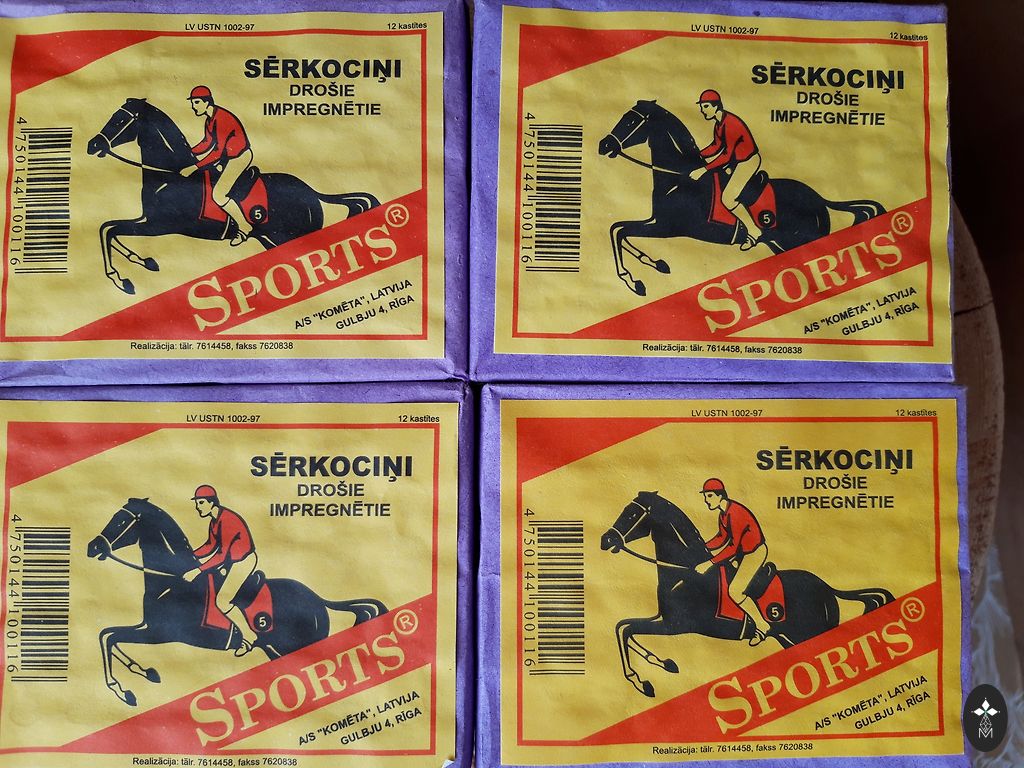 LV USTN 1002-97
12 kastītes
SĒRKOCIŅI
DROŠIE
IMPREGNĒTIE
4 750144 100116
5
SPORTS®
A/S "KOMĒTA", LATVIJA
GULBJU 4, RĪGA
Realizācija: tālr. 7614458, fakss 7620838
LV USTN 1002-97
12 kastītes
SĒRKOCIŅI
DROŠIE
IMPREGNĒTIE
4 750144 100116
5
SPORTS®
A/S "KOMĒTA", LATVIJA
GULBJU 4, RĪGA
Realizācija: tālr. 7614458, fakss 7620838
LV USTN 1002-97
12 kastītes
SĒRKOCIŅI
DROŠIE
IMPREGNĒTIE
4 750144 100116
5
SPORTS®
A/S "KOMĒTA", LATVIJA
GULBJU 4, RĪGA
Realizācija: tālr. 7614458, fakss 7620838
LV USTN 1002-97
12 kastītes
SĒRKOCIŅI
DROŠIE
IMPREGNĒTIE
4 750144 100116
5
SPORTS®
A/S "KOMĒTA", LATVIJA
GULBJU 4, RĪGA
Realizācija: tālr. 7614458, fakss 7620838
M